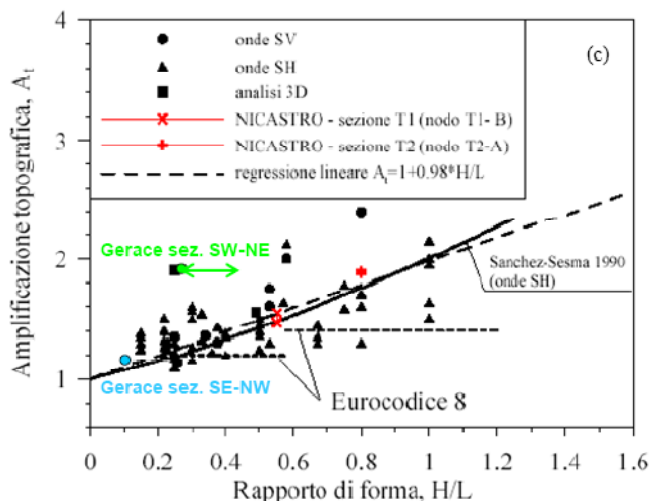 4
3
2
1
Amplificazione topografica, At
(c)
onde SV
onde SH
analisi 3D
NICASTRO - sezione T1 (nodo T1- B)
NICASTRO - sezione T2 (nodo T2-A)
regressione lineare At=1+0.98*H/L
Gerace sez. SW-NE
Sanchez-Sesma 1990
(onde SH)
Gerace sez. SE-NW
Eurocodice 8
0 0.2 0.4 0.6 0.8 1.0 1.2 1.4 1.6
Rapporto di forma, H/L